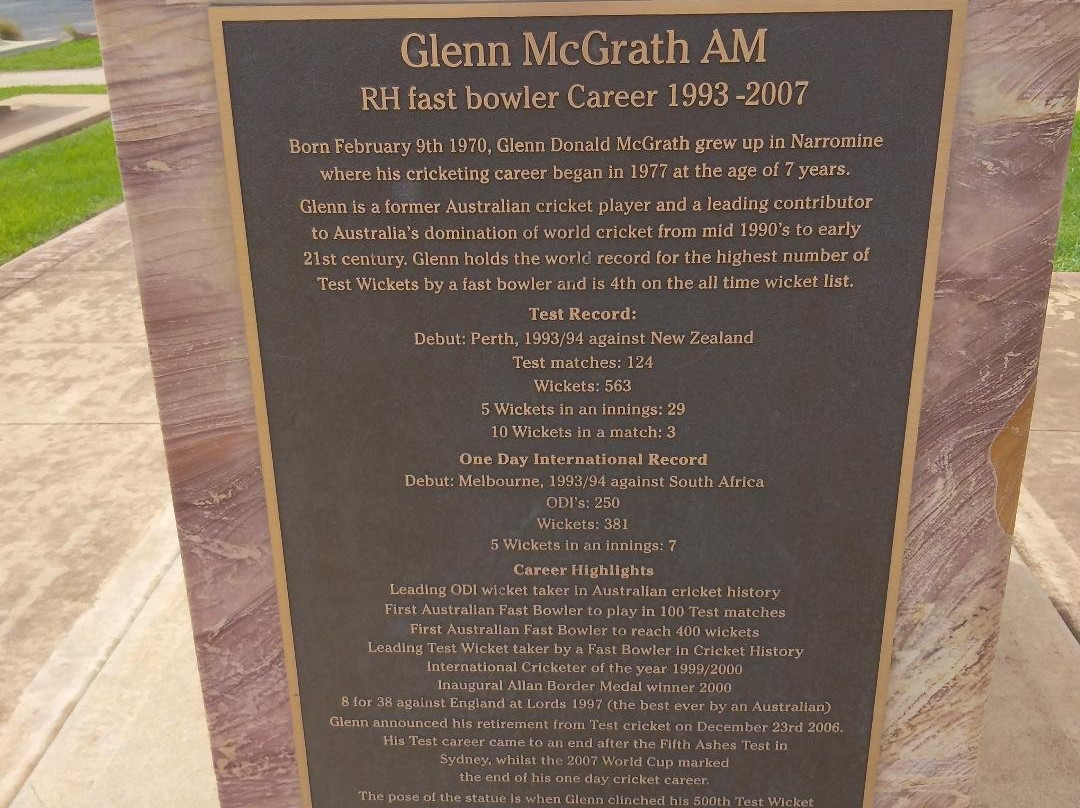 Glenn McGrath AM
RH fast bowler Career 1993 -2007
Born February 9th 1970, Glenn Donald McGrath grew up in Narromine
where his cricketing career began in 1977 at the age of 7 years.
Glenn is a former Australian cricket player and a leading contributor
to Australia's domination of world cricket from mid 1990's to early
21st century. Glenn holds the world record for the highest number of
Test Wickets by a fast bowler and is 4th on the all time wicket list.
Test Record:
Debut: Perth, 1993/94 against New Zealand
Test matches: 124
Wickets: 563
5 Wickets in an innings: 29
10 Wickets in a match: 3
One Day International Record
Debut: Melbourne, 1993/94 against South Africa
ODI's: 250
Wickets: 381
5 Wickets in an innings: 7
Career Highlights
Leading ODI wicket taker in Australian cricket history
First Australian Fast Bowler to play in 100 Test matches
First Australian Fast Bowler to reach 400 wickets
Leading Test Wicket taker by a Fast Bowler in Cricket History
International Cricketer of the year 1999/2000
Inaugural Allan Border Medal winner 2000
8 for 38 against England at Lords 1997 (the best ever by an Australian)
Glenn announced his retirement from Test cricket on December 23rd 2006.
His Test career came to an end after the Fifth Ashes Test in
Sydney, whilst the 2007 World Cup marked
the end of his one day cricket career.
The pose of the statue is when Glenn clinched his 500th Test Wicket